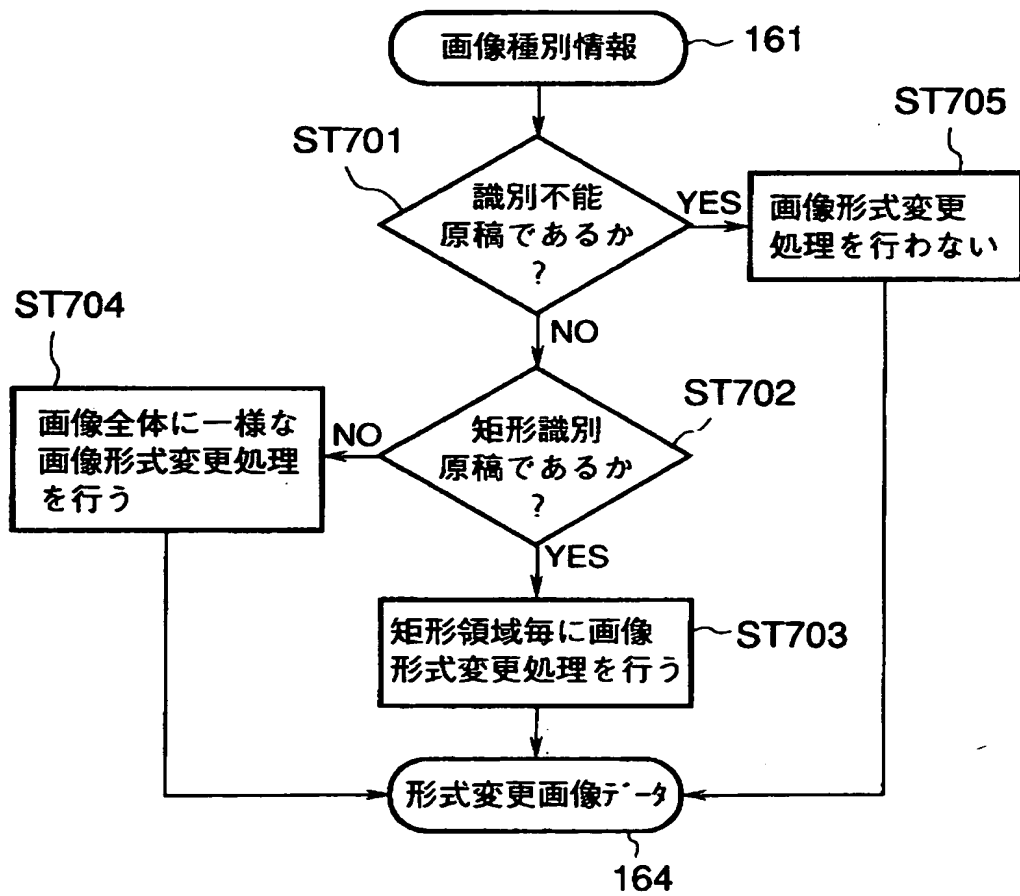 画像種別情報
161
ST705
ST701
識別不能
原稿であるか
?
YES
画像形式変更
処理を行わない
ST704
NO
ST702
画像全体に一様な
画像形式変更処理
を行う
NO
矩形識別
原稿であるか
?
YES
矩形領域毎に画像
形式変更処理を行う
ST703
形式変更画像データ
164